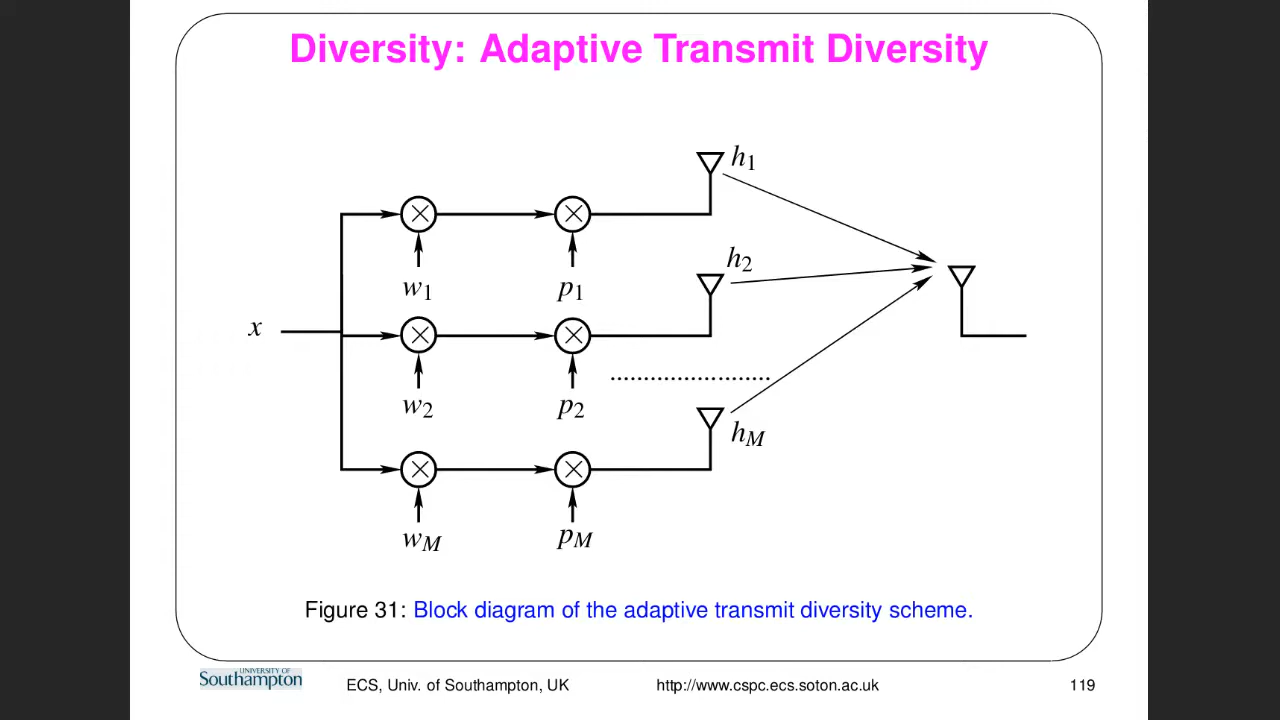 Diversity: Adaptive Transmit Diversity
h1
h2
w1
p1
x
w2
p2
hM
wM
pM
Figure 31: Block diagram of the adaptive transmit diversity scheme.
UNIVERSITY OF
Southampton
ECS, Univ. of Southampton, UK
http://www.cspc.ecs.soton.ac.uk
119